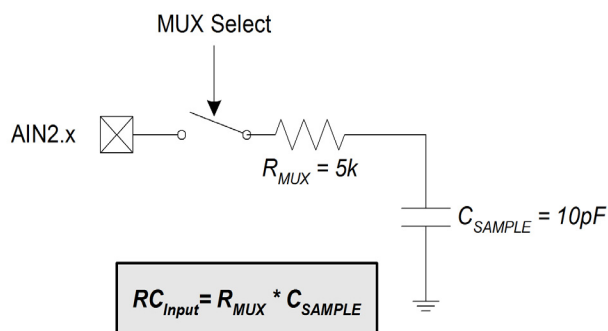 MUX Select
AIN2.x
R_MUX = 5k
C_SAMPLE = 10pF
RC_Input = R_MUX * C_SAMPLE